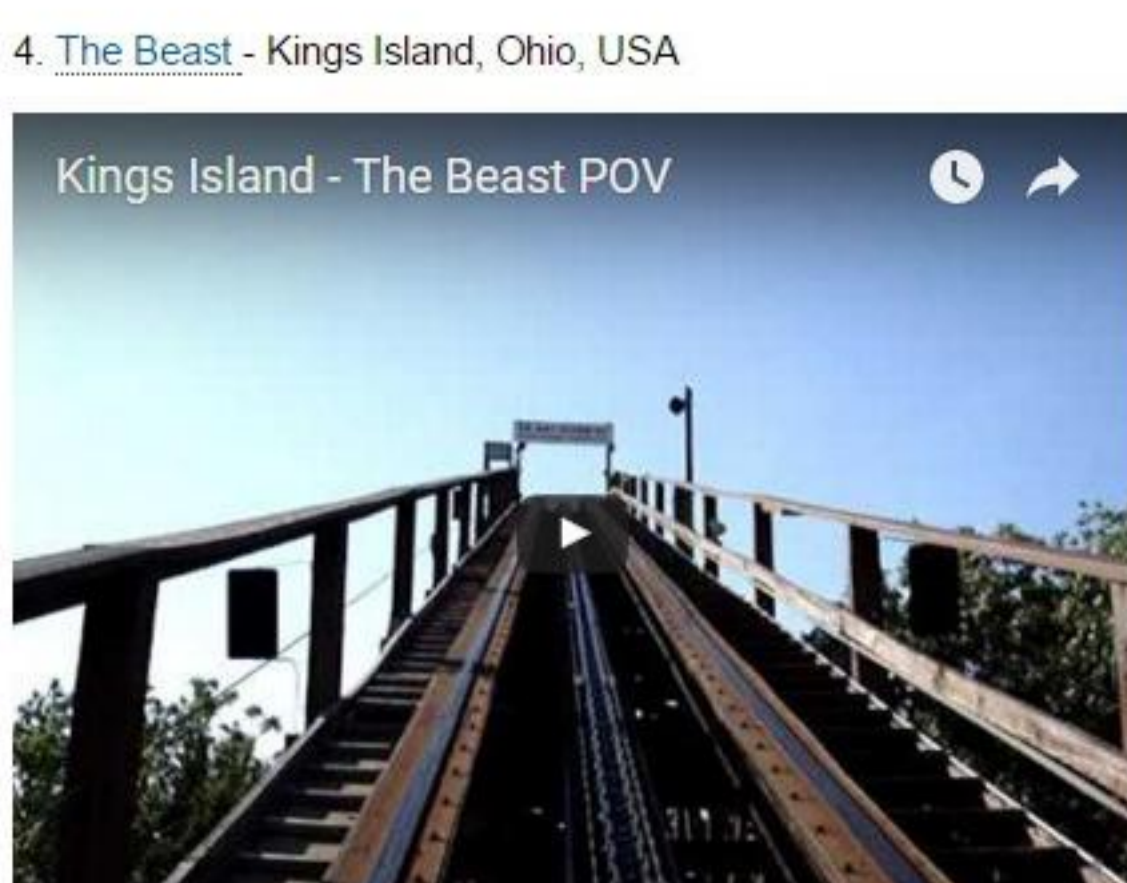 4. The Beast - Kings Island, Ohio, USA
Kings Island - The Beast POV